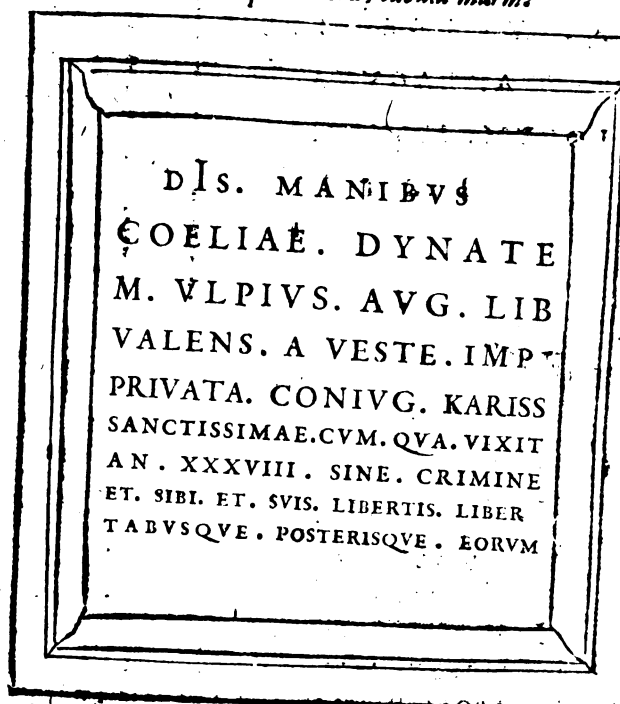 DIS. MANIBVS
COELIAE. DYNATE
M. VLPIVS. AVG. LIB
VALENS. A VESTE. IMP
PRIVATA. CONIVG. KARISS
SANCTISSIMAE. CVM. QVA. VIXIT
AN. XXXVIII. SINE. CRIMINE
ET. SIBI. ET. SVIS. LIBERTIS. LIBER
TABVSQVE. POSTERISQVE. EORVM